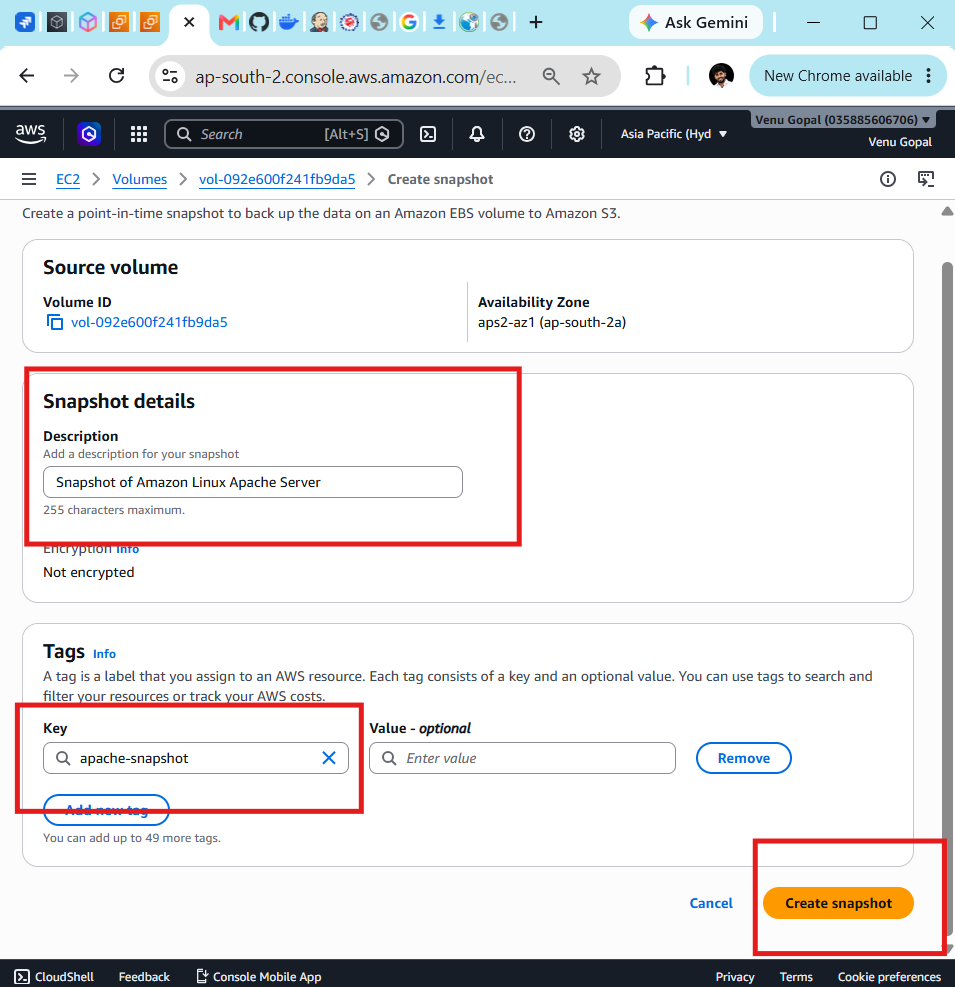 Ask Gemini
ap-south-2.console.aws.amazon.com/ec...
New Chrome available
aws
Search [Alt+S]
Asia Pacific (Hyd
Venu Gopal (035885606706)
Venu Gopal
EC2 > Volumes > vol-092e600f241fb9da5 > Create snapshot
Create a point-in-time snapshot to back up the data on an Amazon EBS volume to Amazon S3.
Source volume
Volume ID
vol-092e600f241fb9da5
Availability Zone
aps2-az1 (ap-south-2a)
Snapshot details
Description
Add a description for your snapshot
Snapshot of Amazon Linux Apache Server
255 characters maximum.
Encryption Info
Not encrypted
Tags Info
A tag is a label that you assign to an AWS resource. Each tag consists of a key and an optional value. You can use tags to search and
filter your resources or track your AWS costs.
Key
apache-snapshot
Value - optional
Enter value
Remove
Add new tag
You can add up to 49 more tags.
Cancel
Create snapshot
CloudShell Feedback Console Mobile App Privacy Terms Cookie preferences